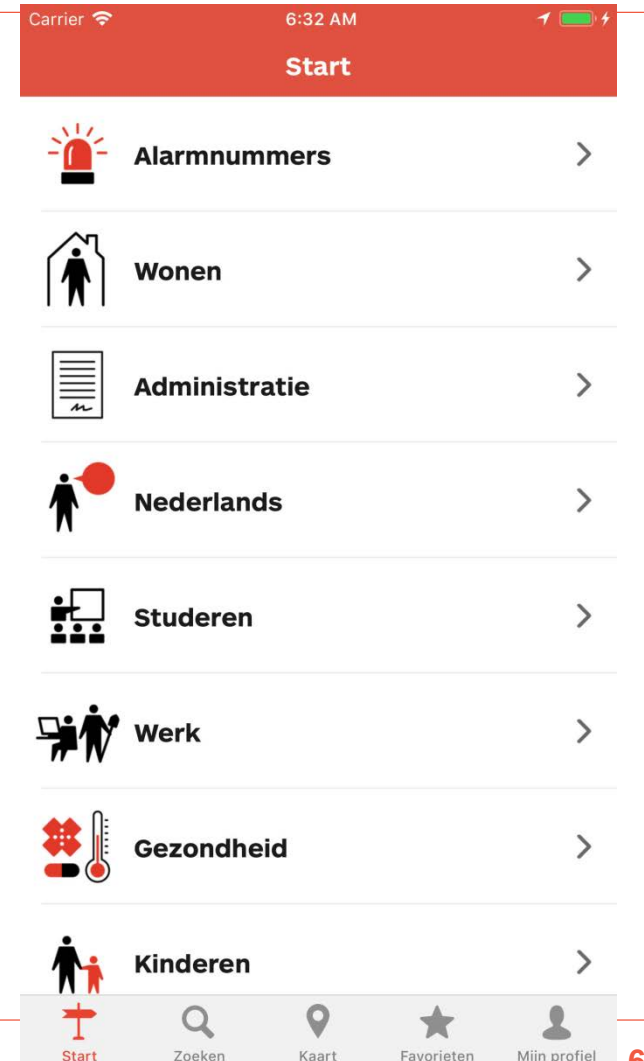 Carrier 6:32 AM
Start
Alarmnummers
Wonen
Administratie
Nederlands
Studeren
Werk
Gezondheid
Kinderen
Start Zoeken Kaart Favorieten Mijn profiel